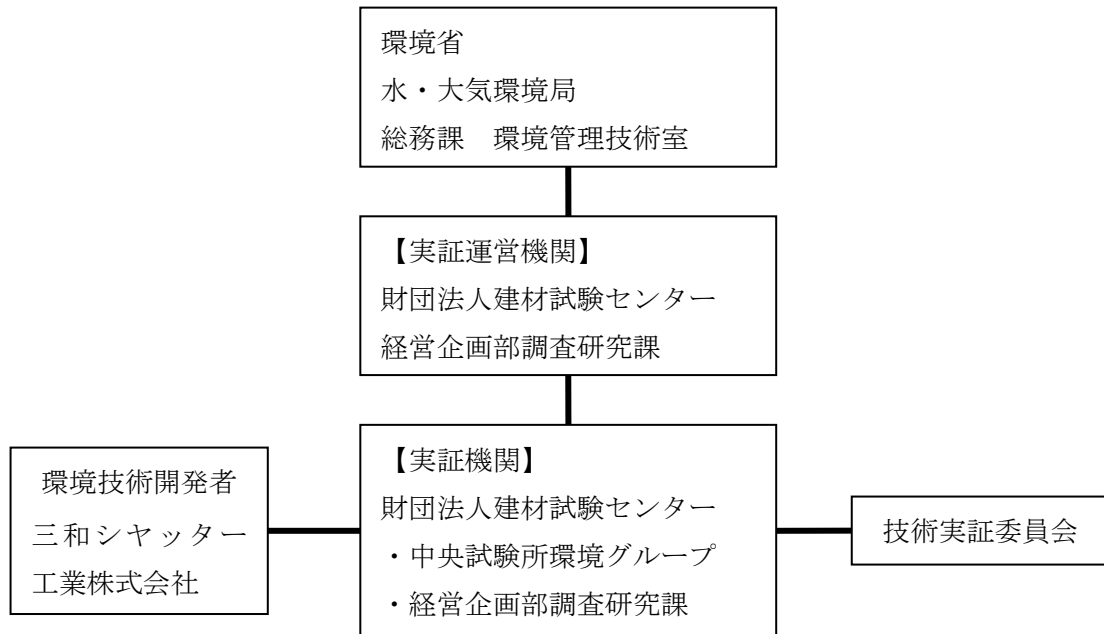 環境省
水・大気環境局
総務課　環境管理技術室
【実証運営機関】
財団法人建材試験センター
経営企画部調査研究課
環境技術開発者
三和シヤッター
工業株式会社
【実証機関】
財団法人建材試験センター
・中央試験所環境グループ
・経営企画部調査研究課
技術実証委員会